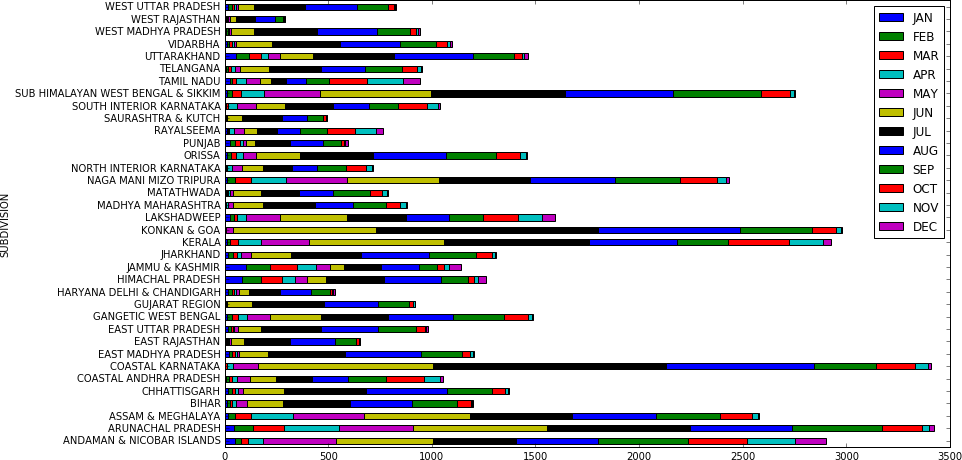 SUBDIVISION
WEST UTTAR PRADESH
WEST RAJASTHAN
WEST MADHYA PRADESH
VIDARBHA
UTTARAKHAND
TELANGANA
TAMIL NADU
SUB HIMALAYAN WEST BENGAL & SIKKIM
SOUTH INTERIOR KARNATAKA
SAURASHTRA & KUTCH
RAYALSEEMA
PUNJAB
ORISSA
NORTH INTERIOR KARNATAKA
NAGA MANI MIZO TRIPURA
MATATHWADA
MADHYA MAHARASHTRA
LAKSHADWEEP
KONKAN & GOA
KERALA
JHARKHAND
JAMMU & KASHMIR
HIMACHAL PRADESH
HARYANA DELHI & CHANDIGARH
GUJARAT REGION
GANGETIC WEST BENGAL
EAST UTTAR PRADESH
EAST RAJASTHAN
EAST MADHYA PRADESH
COASTAL KARNATAKA
COASTAL ANDHRA PRADESH
CHHATTISGARH
BIHAR
ASSAM & MEGHALAYA
ARUNACHAL PRADESH
ANDAMAN & NICOBAR ISLANDS
0 500 1000 1500 2000 2500 3000 3500
JAN
FEB
MAR
APR
MAY
JUN
JUL
AUG
SEP
OCT
NOV
DEC